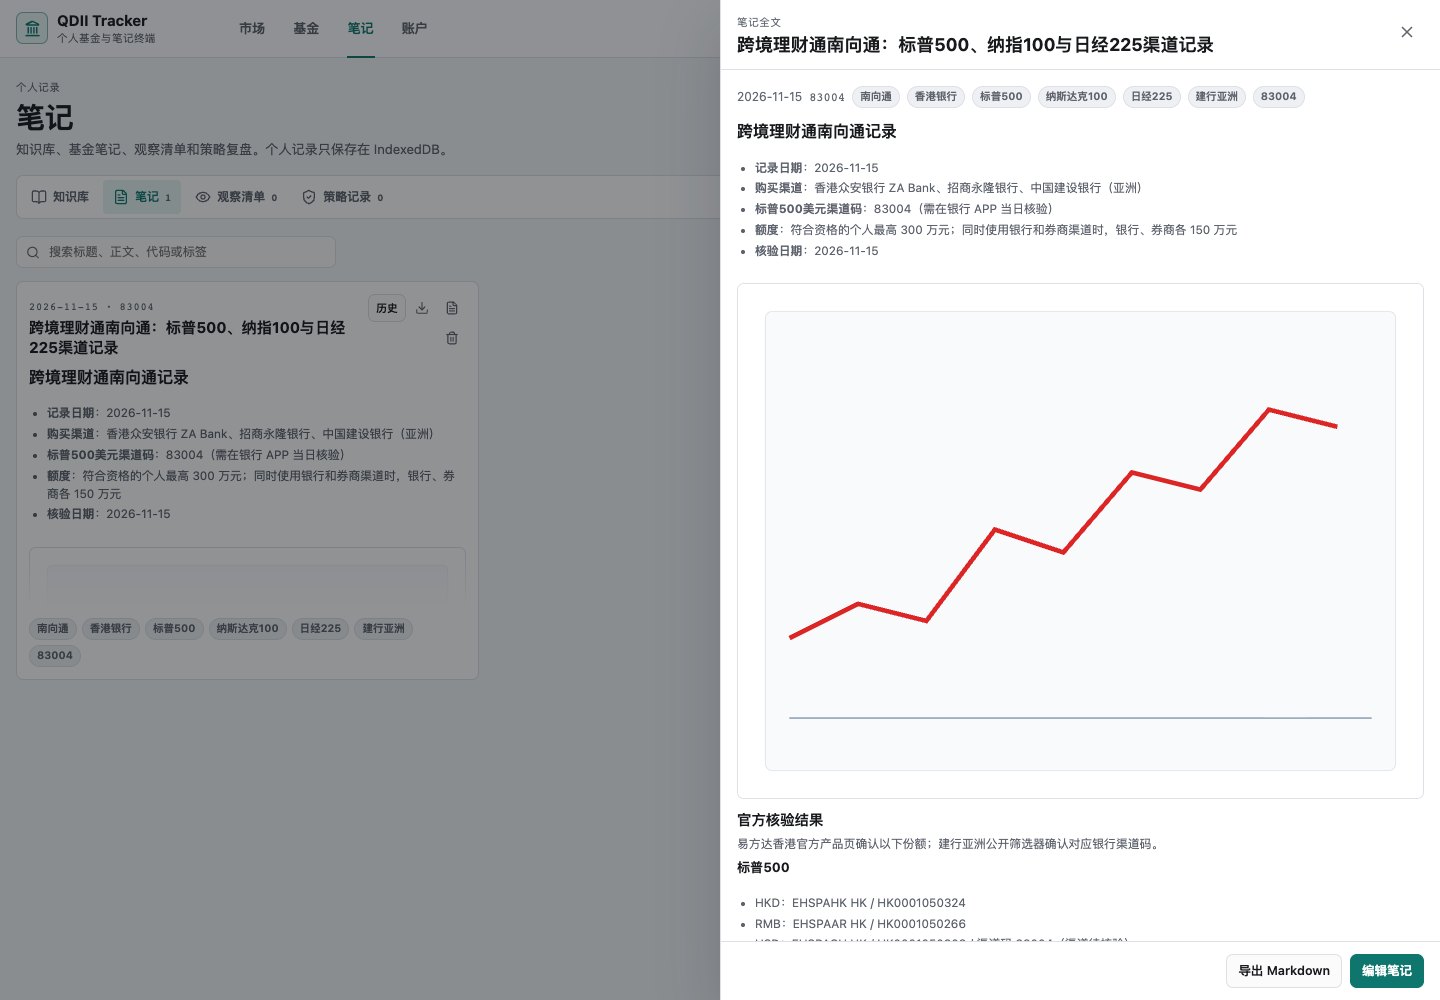 QDII Tracker
个人基金与笔记终端
市场
基金
笔记
账户
个人记录
笔记
知识库、基金笔记、观察清单和策略复盘。个人记录只保存在 IndexedDB。
知识库
笔记 1
观察清单 0
策略记录 0
搜索标题、正文、代码或标签
2026-11-15 · 83004
历史
跨境理财通南向通：标普500、纳指100与日经
225渠道记录
跨境理财通南向通记录
记录日期：2026-11-15
购买渠道：香港众安银行 ZA Bank、招商永隆银行、中国建设银行（亚洲）
标普500美元渠道码：83004（需在银行 APP 当日核验）
额度：符合资格的个人最高 300 万元；同时使用银行和券商渠道时，银行、券
商各 150 万元
核验日期：2026-11-15
南向通
香港银行
标普500
纳斯达克100
日经225
建行亚洲
83004
笔记全文
跨境理财通南向通：标普500、纳指100与日经225渠道记录
2026-11-15 83004 南向通 香港银行 标普500 纳斯达克100 日经225 建行亚洲 83004
跨境理财通南向通记录
记录日期：2026-11-15
购买渠道：香港众安银行 ZA Bank、招商永隆银行、中国建设银行（亚洲）
标普500美元渠道码：83004（需在银行 APP 当日核验）
额度：符合资格的个人最高 300 万元；同时使用银行和券商渠道时，银行、券商各 150 万元
核验日期：2026-11-15
官方核验结果
易方达香港官方产品页确认以下份额；建行亚洲公开筛选器确认对应银行渠道码。
标普500
HKD：EHSPAHK HK / HK0001050324
RMB：EHSPAAR HK / HK0001050266
导出 Markdown
编辑笔记